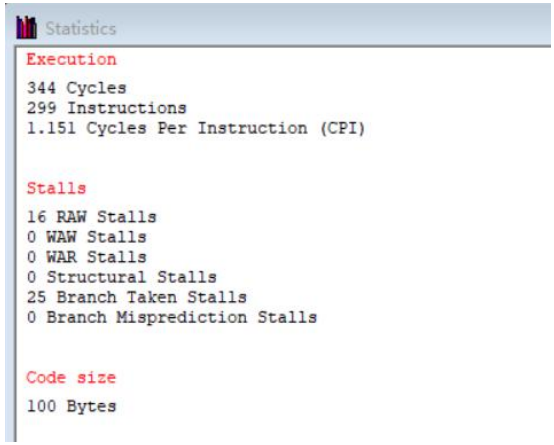 Statistics
Execution
344 Cycles
299 Instructions
1.151 Cycles Per Instruction (CPI)
Stalls
16 RAW Stalls
0 WAW Stalls
0 WAR Stalls
0 Structural Stalls
25 Branch Taken Stalls
0 Branch Misprediction Stalls
Code size
100 Bytes